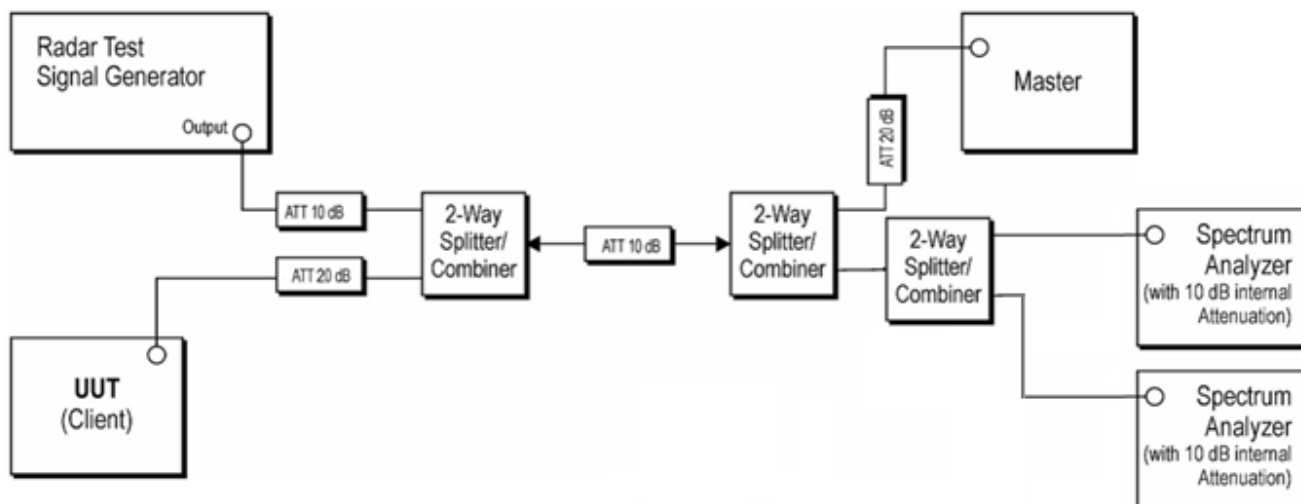 Radar Test
Signal Generator
Output
ATT 10 dB
ATT 20 dB
UUT
(Client)
2-Way
Splitter/
Combiner
ATT 10 dB
2-Way
Splitter/
Combiner
ATT 20 dB
Master
2-Way
Splitter/
Combiner
Spectrum
Analyzer
(with 10 dB internal
Attenuation)
Spectrum
Analyzer
(with 10 dB internal
Attenuation)